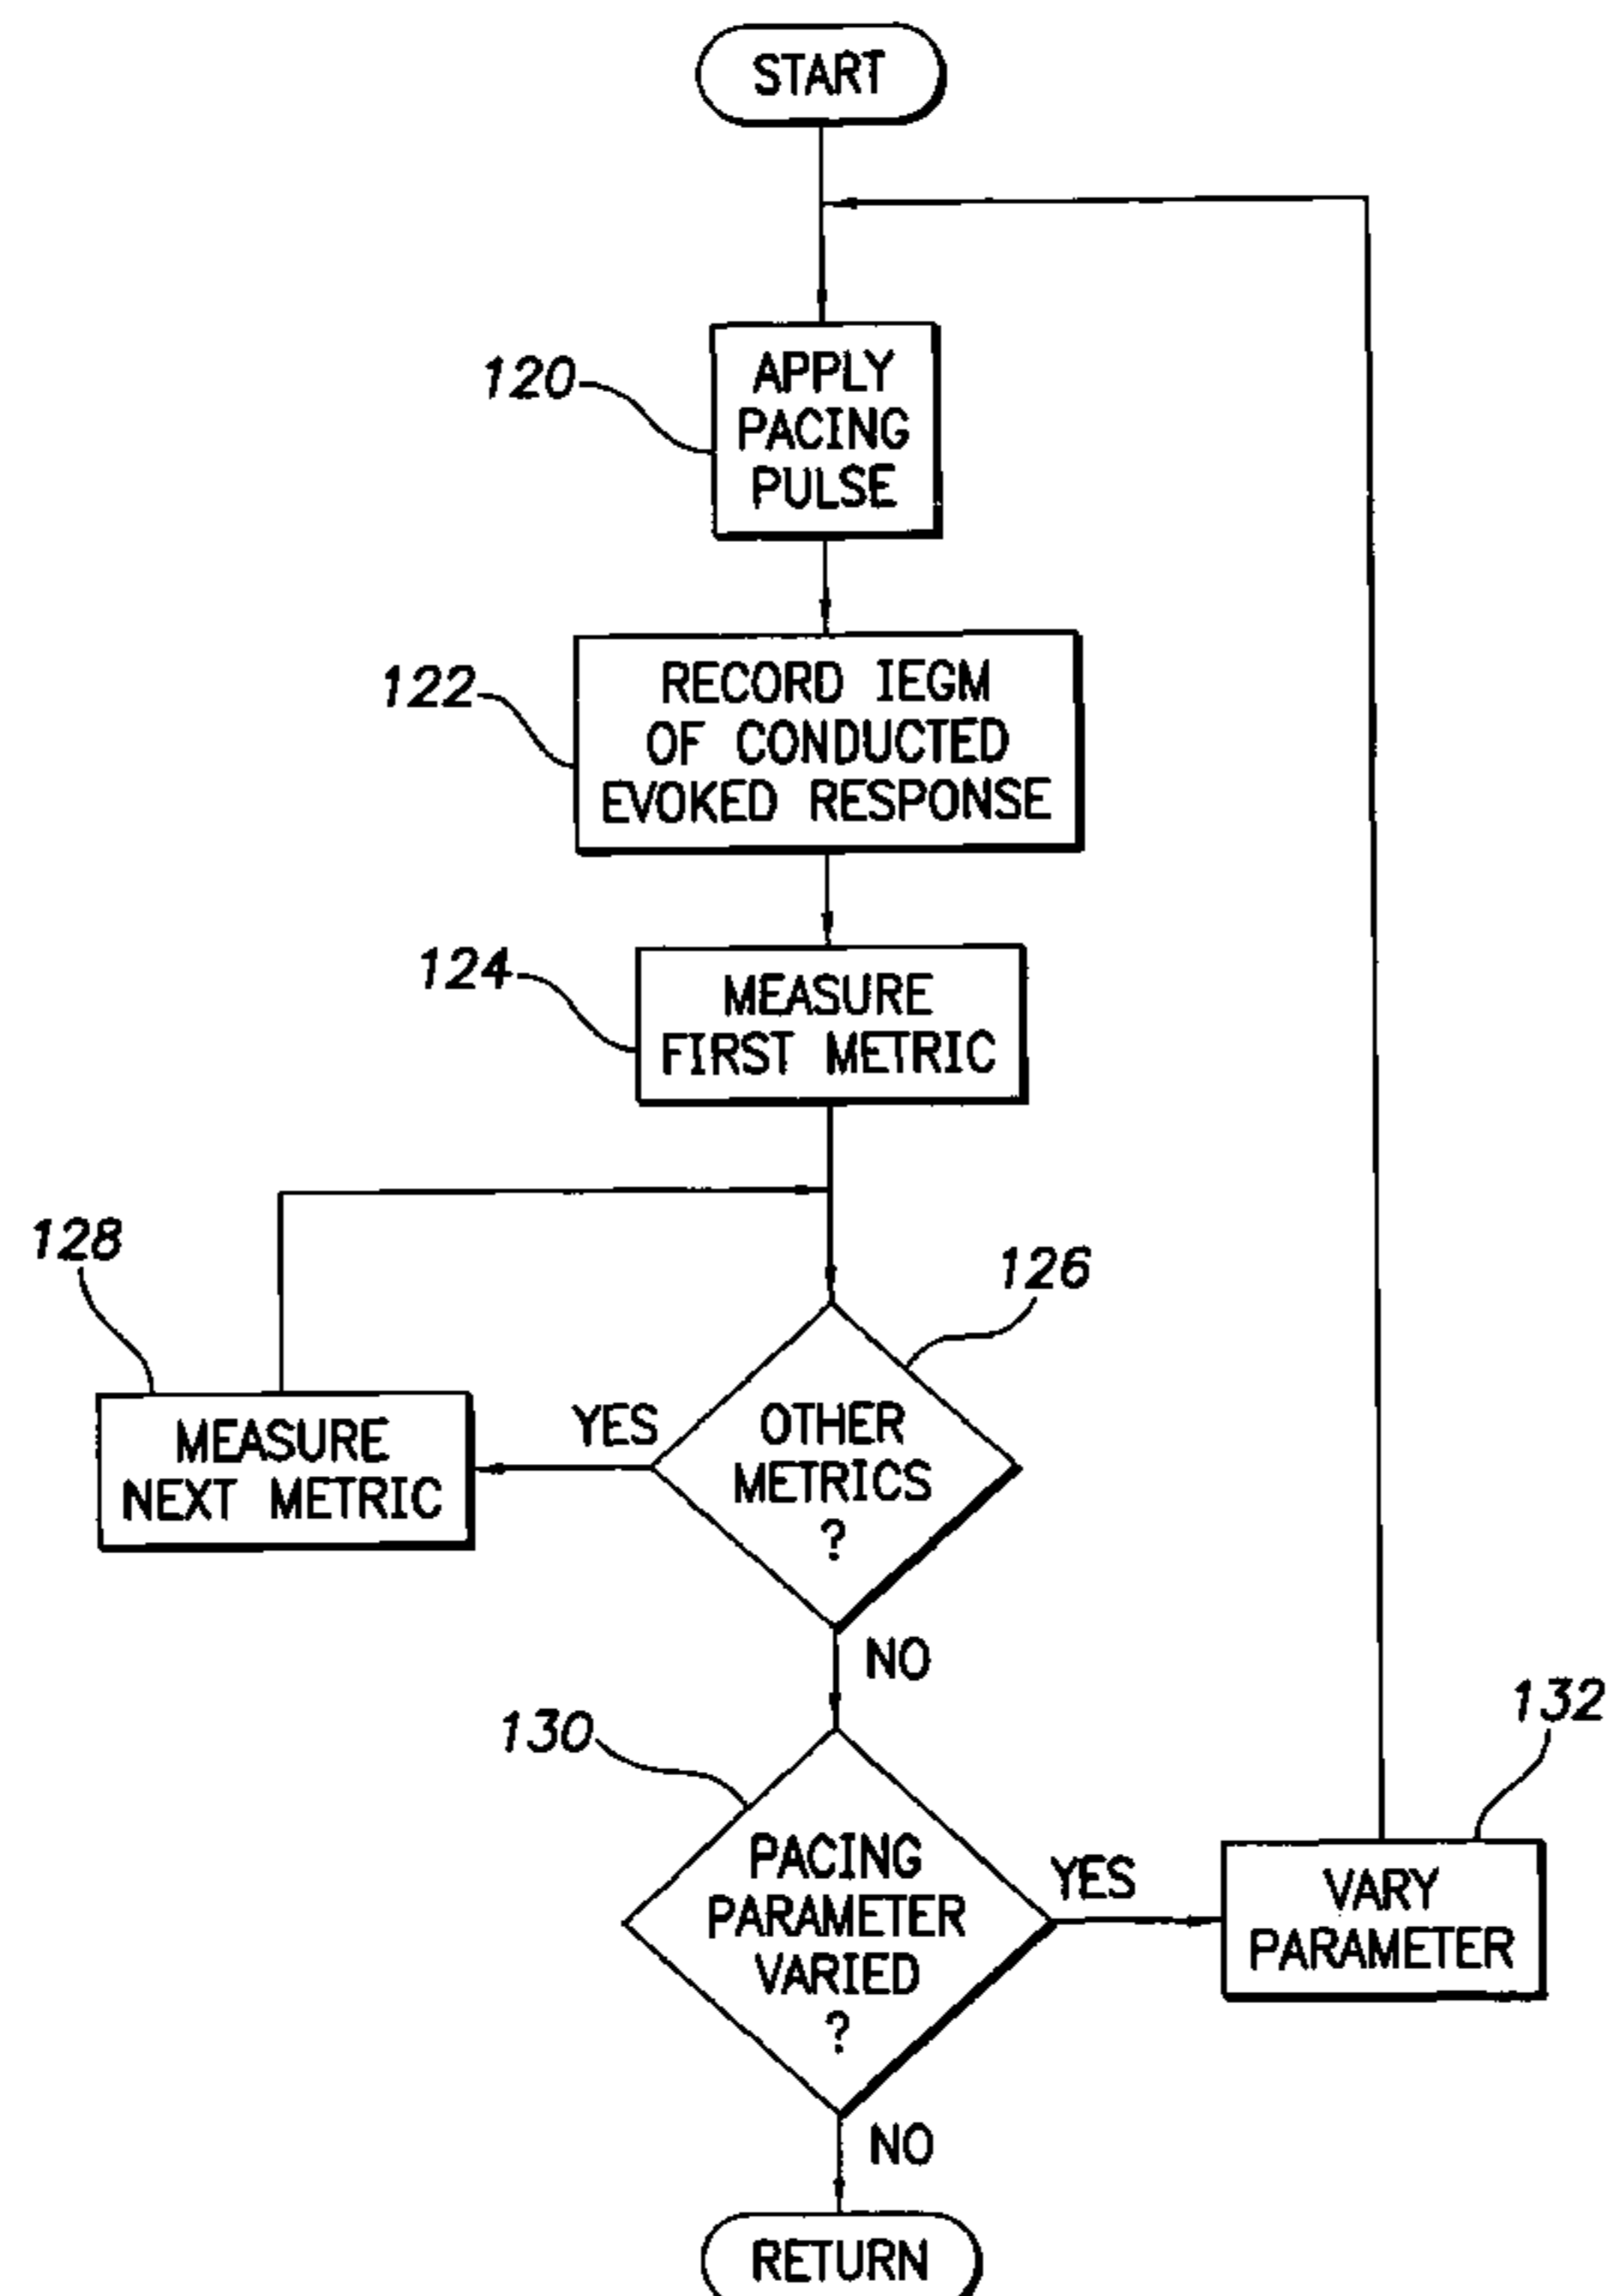 START
120
APPLY
PACING
PULSE
122
RECORD IEGM
OF CONDUCTED
EVOKED RESPONSE
124
MEASURE
FIRST METRIC
128
126
MEASURE
NEXT METRIC
YES
OTHER
METRICS
?
NO
130
132
PACING
PARAMETER
VARIED
?
YES
VARY
PARAMETER
NO
RETURN